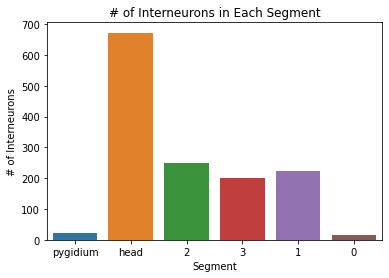 # of Interneurons in Each Segment
700
600
500
400
300
200
100
0
# of Interneurons
pygidium head 2 3 1 0
Segment